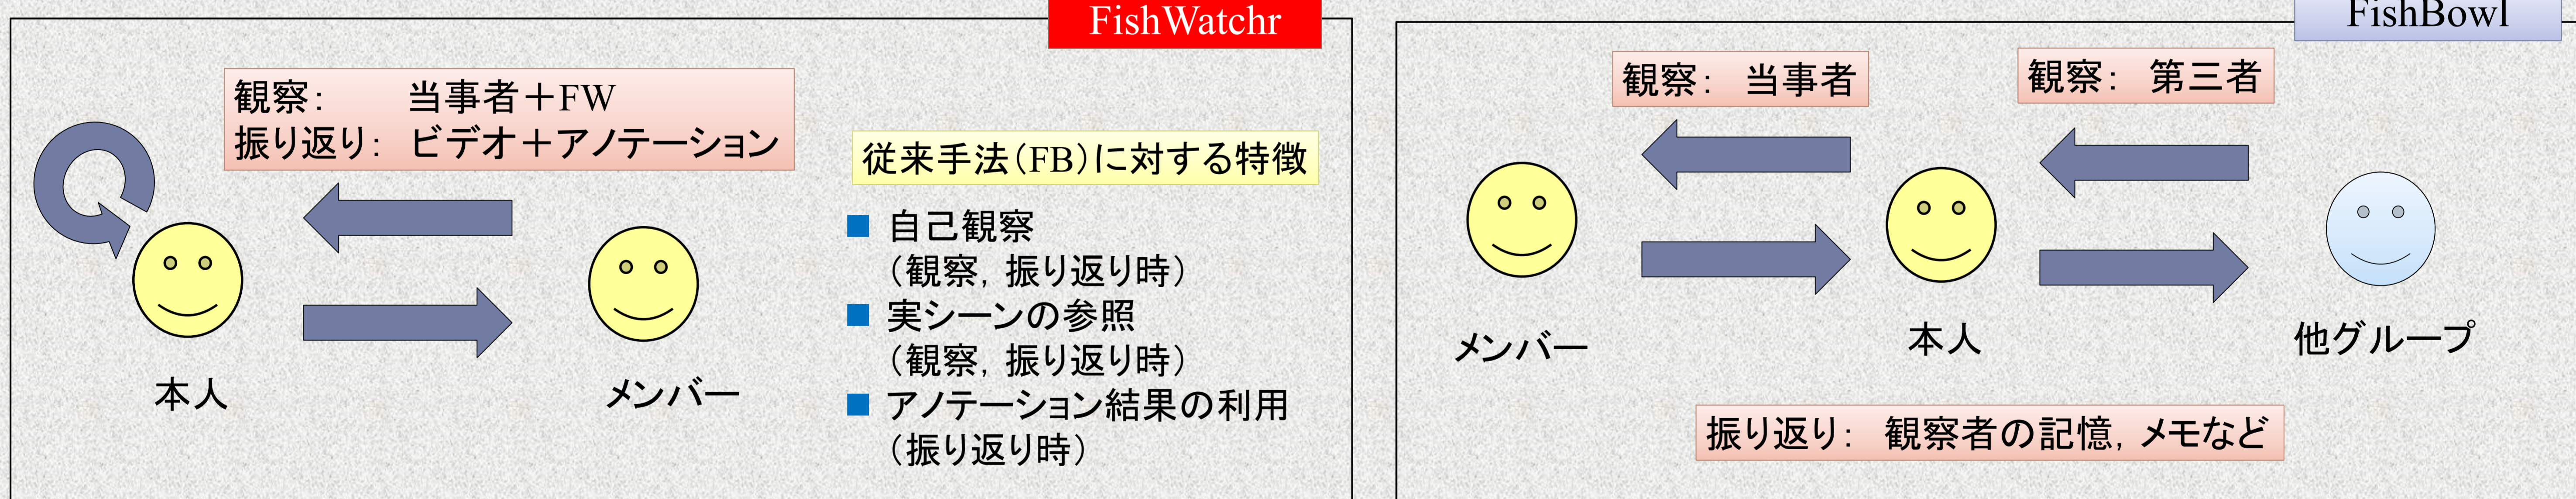 FishWatchr
観察:　　当事者＋FW
振り返り:　ビデオ＋アノテーション
従来手法(FB)に対する特徴
自己観察
（観察，振り返り時）
実シーンの参照
（観察，振り返り時）
アノテーション結果の利用
（振り返り時）
本人
メンバー
FishBowl
観察:　当事者
観察:　第三者
メンバー
本人
他グループ
振り返り:　観察者の記憶，メモなど